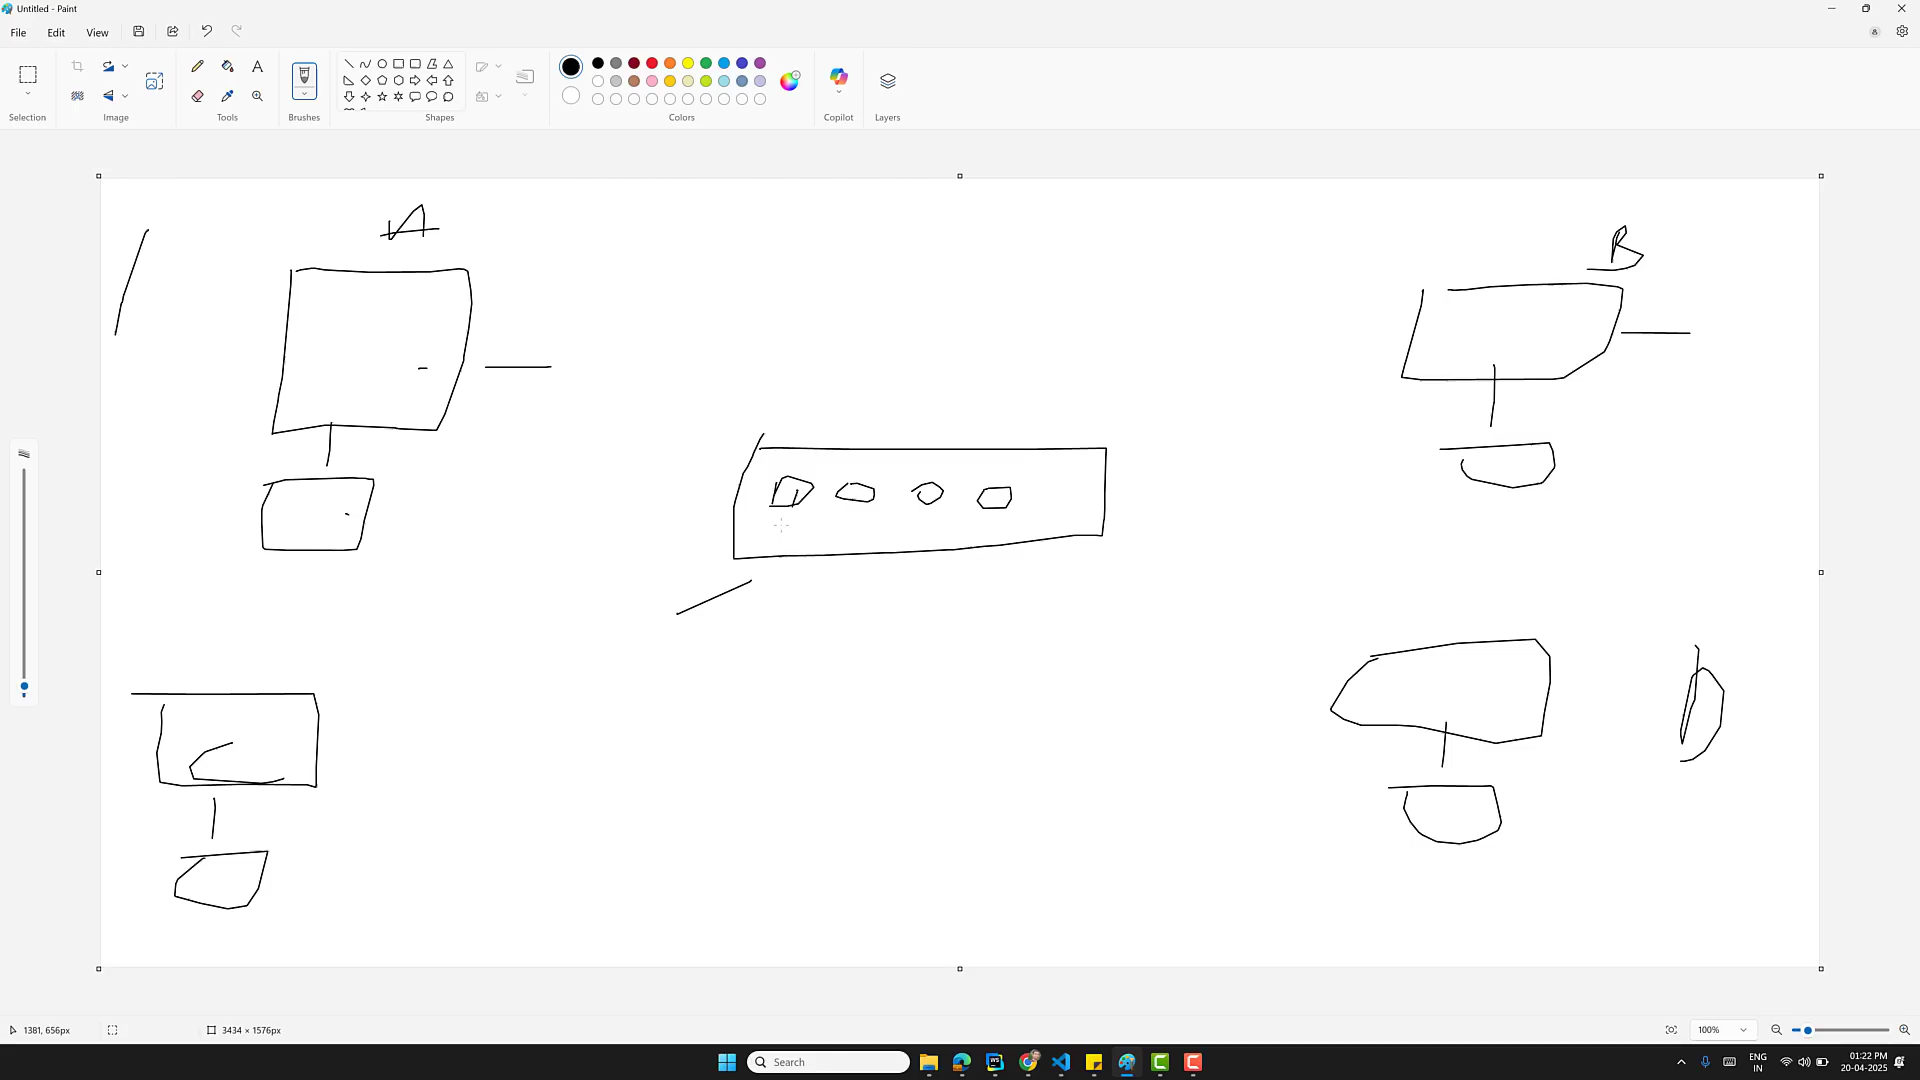 Untitled - Paint
File Edit View
Selection Image Tools Brushes Shapes Colors Copilot Layers
A
B
C
D
1381, 656px 3434 × 1576px 100%
Search
ENG
IN
01:22 PM
20-04-2025